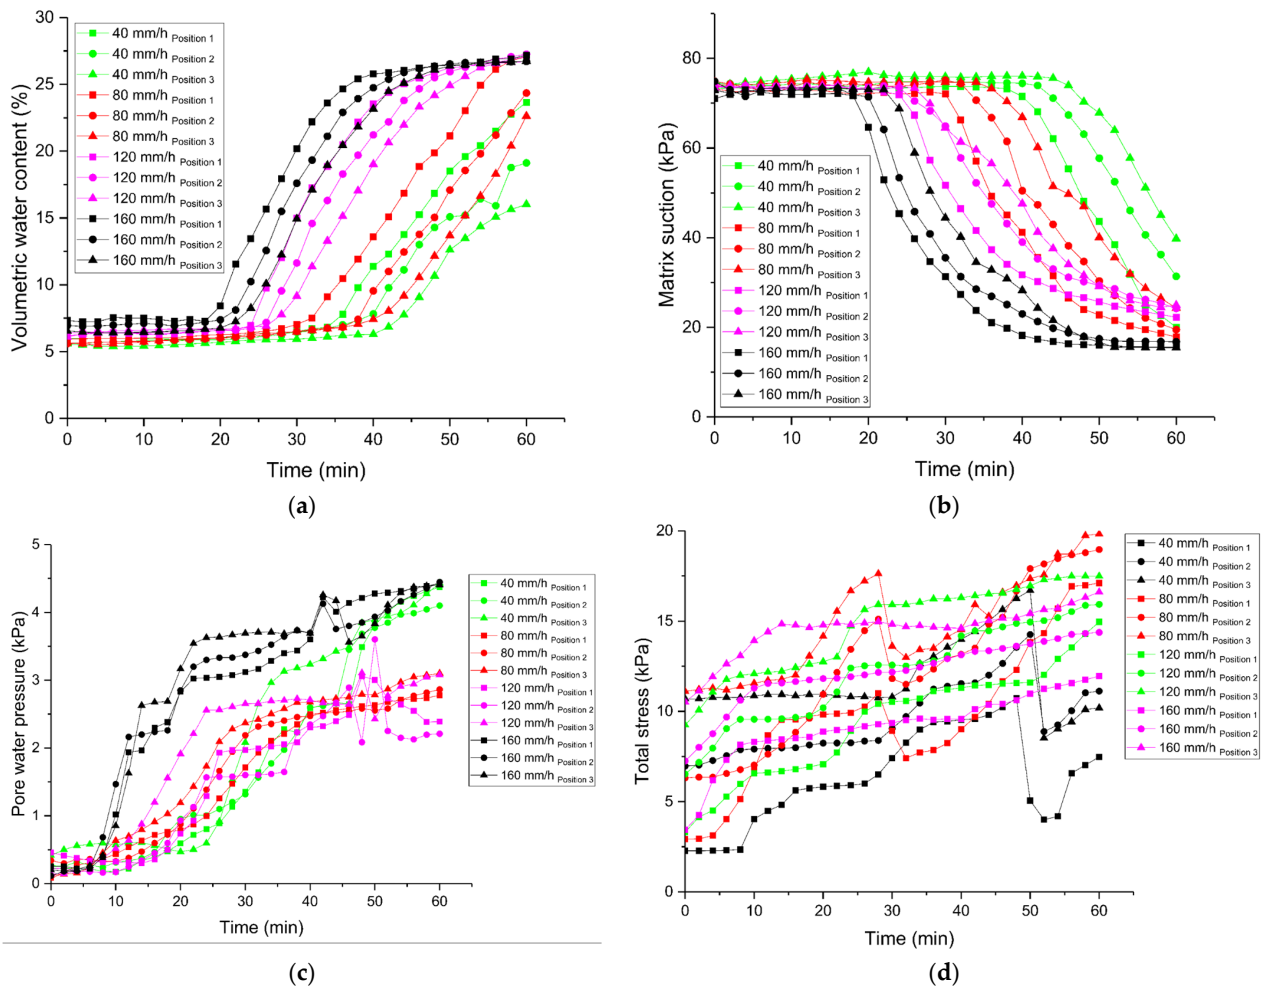 30
25
20
15
10
5
0
Volumetric water content (%)
40 mm/h Position 1
40 mm/h Position 2
40 mm/h Position 3
80 mm/h Position 1
80 mm/h Position 2
80 mm/h Position 3
120 mm/h Position 1
120 mm/h Position 2
120 mm/h Position 3
160 mm/h Position 1
160 mm/h Position 2
160 mm/h Position 3
0 10 20 30 40 50 60
Time (min)
(a)
80
60
40
20
0
Matrix suction (kPa)
40 mm/h Position 1
40 mm/h Position 2
40 mm/h Position 3
80 mm/h Position 1
80 mm/h Position 2
80 mm/h Position 3
120 mm/h Position 1
120 mm/h Position 2
120 mm/h Position 3
160 mm/h Position 1
160 mm/h Position 2
160 mm/h Position 3
0 10 20 30 40 50 60
Time (min)
(b)
5
4
3
2
1
0
Pore water pressure (kPa)
40 mm/h Position 1
40 mm/h Position 2
40 mm/h Position 3
80 mm/h Position 1
80 mm/h Position 2
80 mm/h Position 3
120 mm/h Position 1
120 mm/h Position 2
120 mm/h Position 3
160 mm/h Position 1
160 mm/h Position 2
160 mm/h Position 3
0 10 20 30 40 50 60
Time (min)
(c)
20
15
10
5
0
Total stress (kPa)
40 mm/h Position 1
40 mm/h Position 2
40 mm/h Position 3
80 mm/h Position 1
80 mm/h Position 2
80 mm/h Position 3
120 mm/h Position 1
120 mm/h Position 2
120 mm/h Position 3
160 mm/h Position 1
160 mm/h Position 2
160 mm/h Position 3
0 10 20 30 40 50 60
Time (min)
(d)